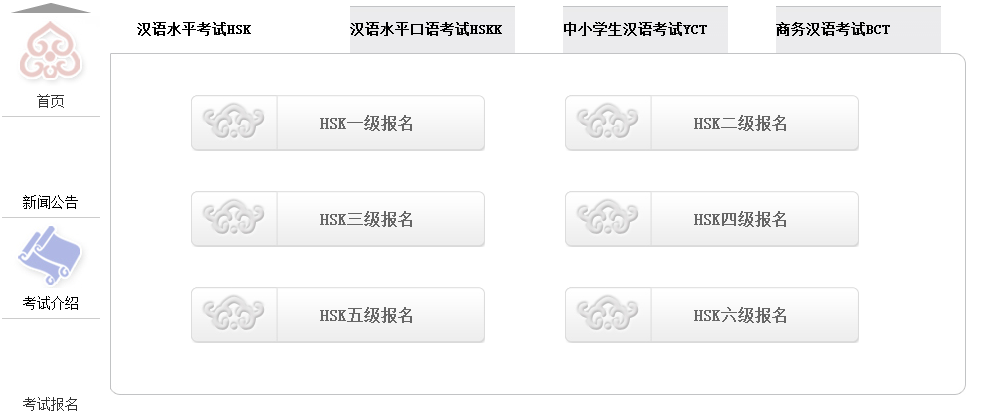 汉语水平考试HSK
汉语水平口语考试HSKK
中小学生汉语考试YCT
商务汉语考试BCT
首页
新闻公告
考试介绍
考试报名
HSK一级报名
HSK二级报名
HSK三级报名
HSK四级报名
HSK五级报名
HSK六级报名